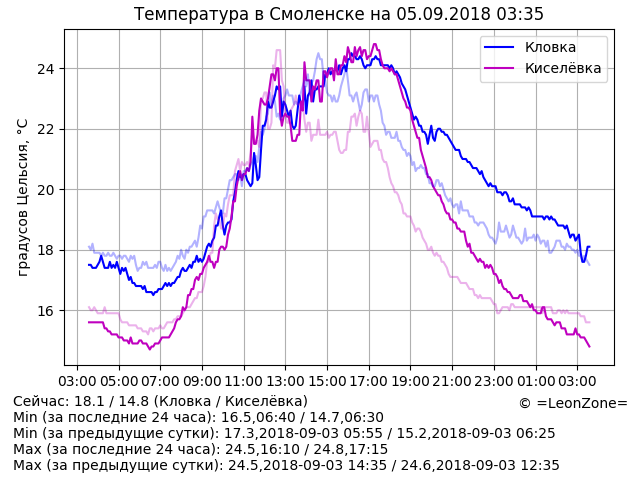 Температура в Смоленске на 05.09.2018 03:35
Кловка
Киселёвка
градусов Цельсия, °C
24
22
20
18
16
03:00 05:00 07:00 09:00 11:00 13:00 15:00 17:00 19:00 21:00 23:00 01:00 03:00
Сейчас: 18.1 / 14.8 (Кловка / Киселёвка)
© =LeonZone=
Min (за последние 24 часа): 16.5,06:40 / 14.7,06:30
Min (за предыдущие сутки): 17.3,2018-09-03 05:55 / 15.2,2018-09-03 06:25
Max (за последние 24 часа): 24.5,16:10 / 24.8,17:15
Max (за предыдущие сутки): 24.5,2018-09-03 14:35 / 24.6,2018-09-03 12:35